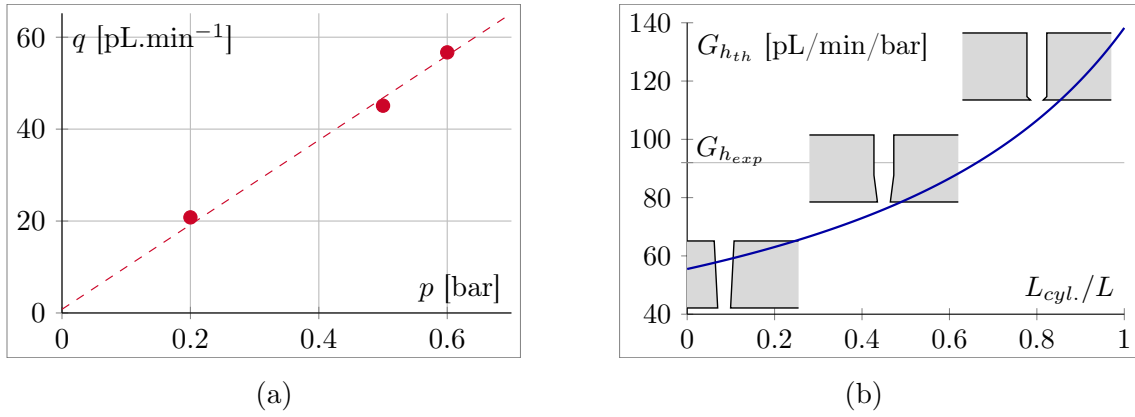 q [pL.min⁻¹]
60
40
20
0
p [bar]
0 0.2 0.4 0.6
(a)
140
G_{h_{th}} [pL/min/bar]
120
100
G_{h_{exp}}
80
60
40
L_{cyl.}/L
0 0.2 0.4 0.6 0.8 1
(b)